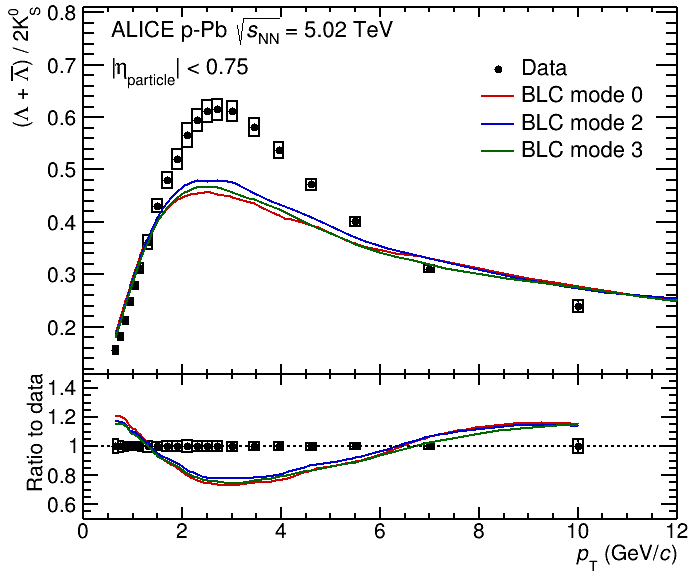 ALICE p-Pb √s_NN = 5.02 TeV
|η_particle| < 0.75
Data
BLC mode 0
BLC mode 2
BLC mode 3
(Λ + Λ̅) / 2K⁰_S
0.8
0.7
0.6
0.5
0.4
0.3
0.2
Ratio to data
1.4
1.2
1
0.8
0.6
0 2 4 6 8 10 12
p_T (GeV/c)